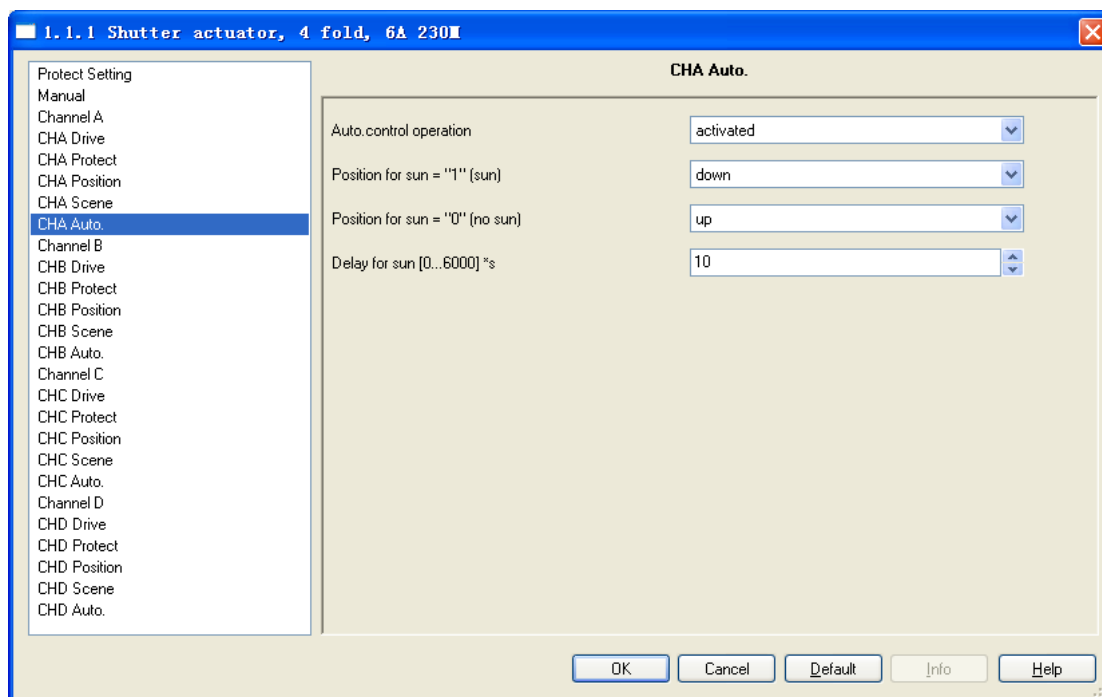 1.1.1 Shutter actuator, 4 fold, 6A 230M
Protect Setting
Manual
Channel A
CHA Drive
CHA Protect
CHA Position
CHA Scene
CHA Auto.
Channel B
CHB Drive
CHB Protect
CHB Position
CHB Scene
CHB Auto.
Channel C
CHC Drive
CHC Protect
CHC Position
CHC Scene
CHC Auto.
Channel D
CHD Drive
CHD Protect
CHD Position
CHD Scene
CHD Auto.
CHA Auto.
Auto.control operation activated
Position for sun = "1" (sun) down
Position for sun = "0" (no sun) up
Delay for sun [0...6000] *s 10
OK Cancel Default Info Help